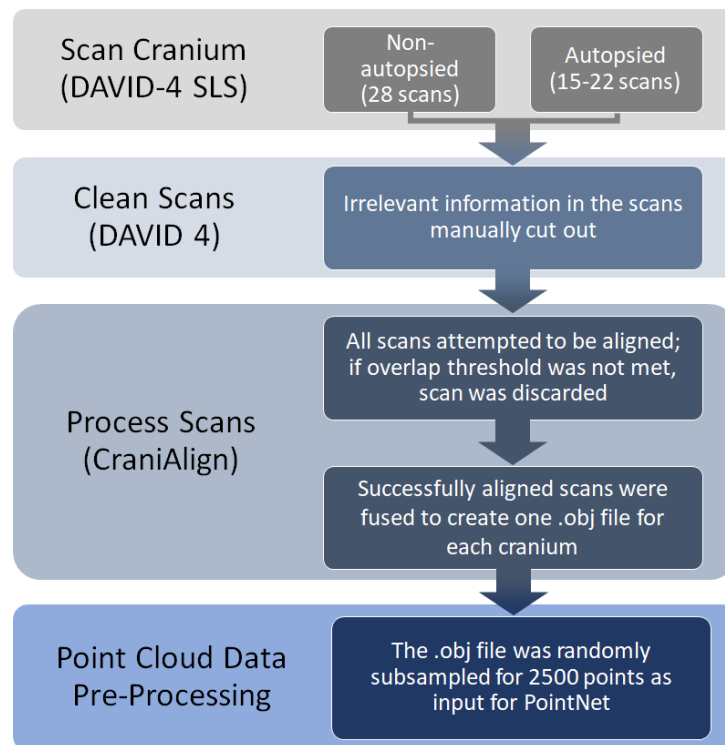 Scan Cranium
(DAVID-4 SLS)
Non-
autopsied
(28 scans)
Autopsied
(15-22 scans)
Clean Scans
(DAVID 4)
Irrelevant information in the scans
manually cut out
Process Scans
(CraniAlign)
All scans attempted to be aligned;
if overlap threshold was not met,
scan was discarded
Successfully aligned scans were
fused to create one .obj file for
each cranium
Point Cloud Data
Pre-Processing
The .obj file was randomly
subsampled for 2500 points as
input for PointNet